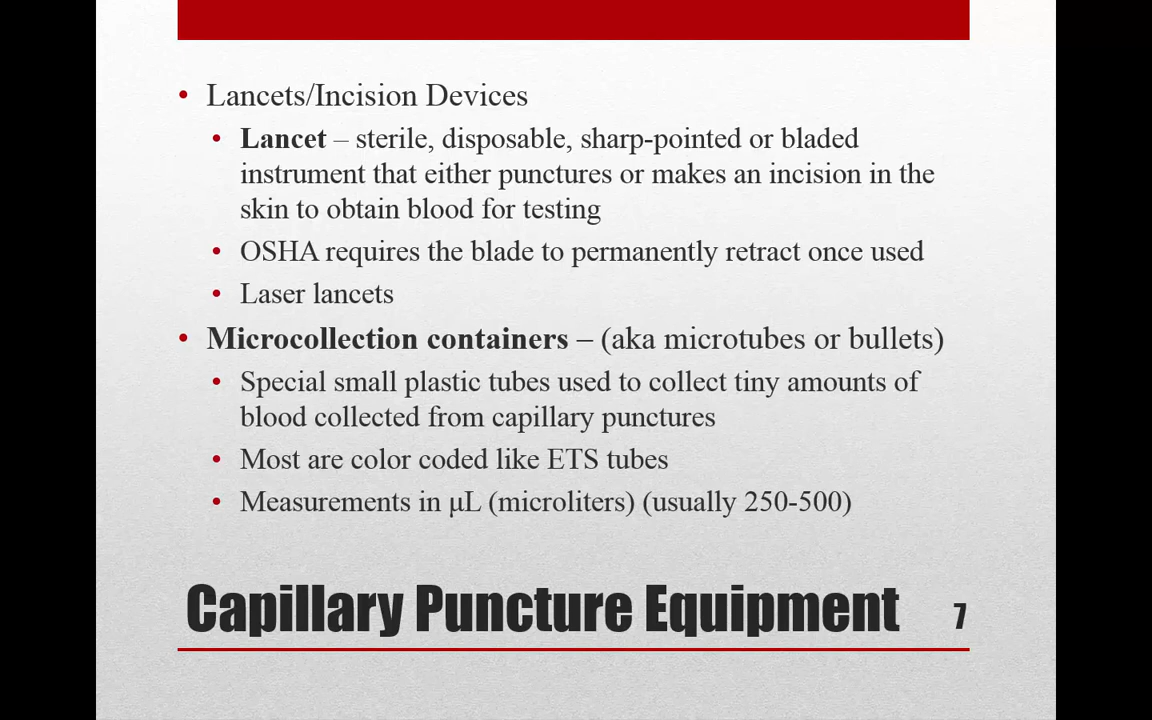 • Lancets/Incision Devices
• Lancet – sterile, disposable, sharp-pointed or bladed
instrument that either punctures or makes an incision in the
skin to obtain blood for testing
• OSHA requires the blade to permanently retract once used
• Laser lancets
• Microcollection containers – (aka microtubes or bullets)
• Special small plastic tubes used to collect tiny amounts of
blood collected from capillary punctures
• Most are color coded like ETS tubes
• Measurements in μL (microliters) (usually 250-500)
Capillary Puncture Equipment 7